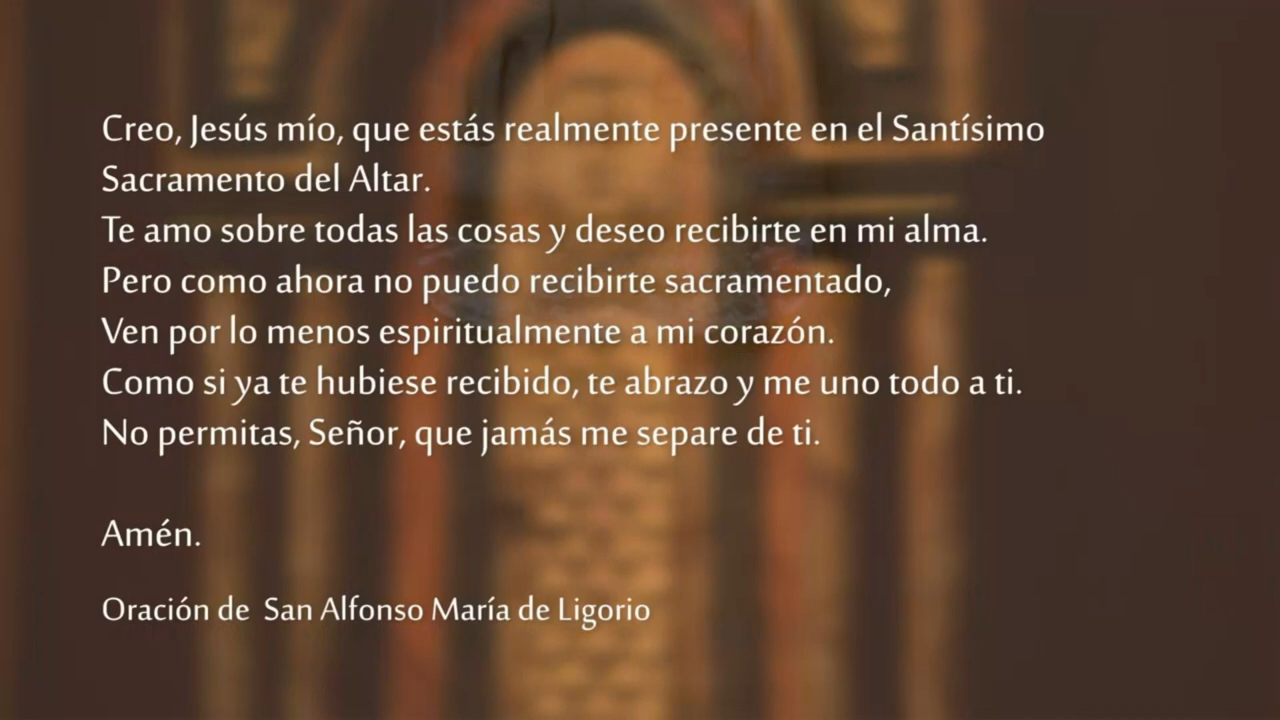 Creo, Jesús mío, que estás realmente presente en el Santísimo
Sacramento del Altar.
Te amo sobre todas las cosas y deseo recibirte en mi alma.
Pero como ahora no puedo recibirte sacramentado,
Ven por lo menos espiritualmente a mi corazón.
Como si ya te hubiese recibido, te abrazo y me uno todo a ti.
No permitas, Señor, que jamás me separe de ti.
Amén.
Oración de  San Alfonso María de Ligorio